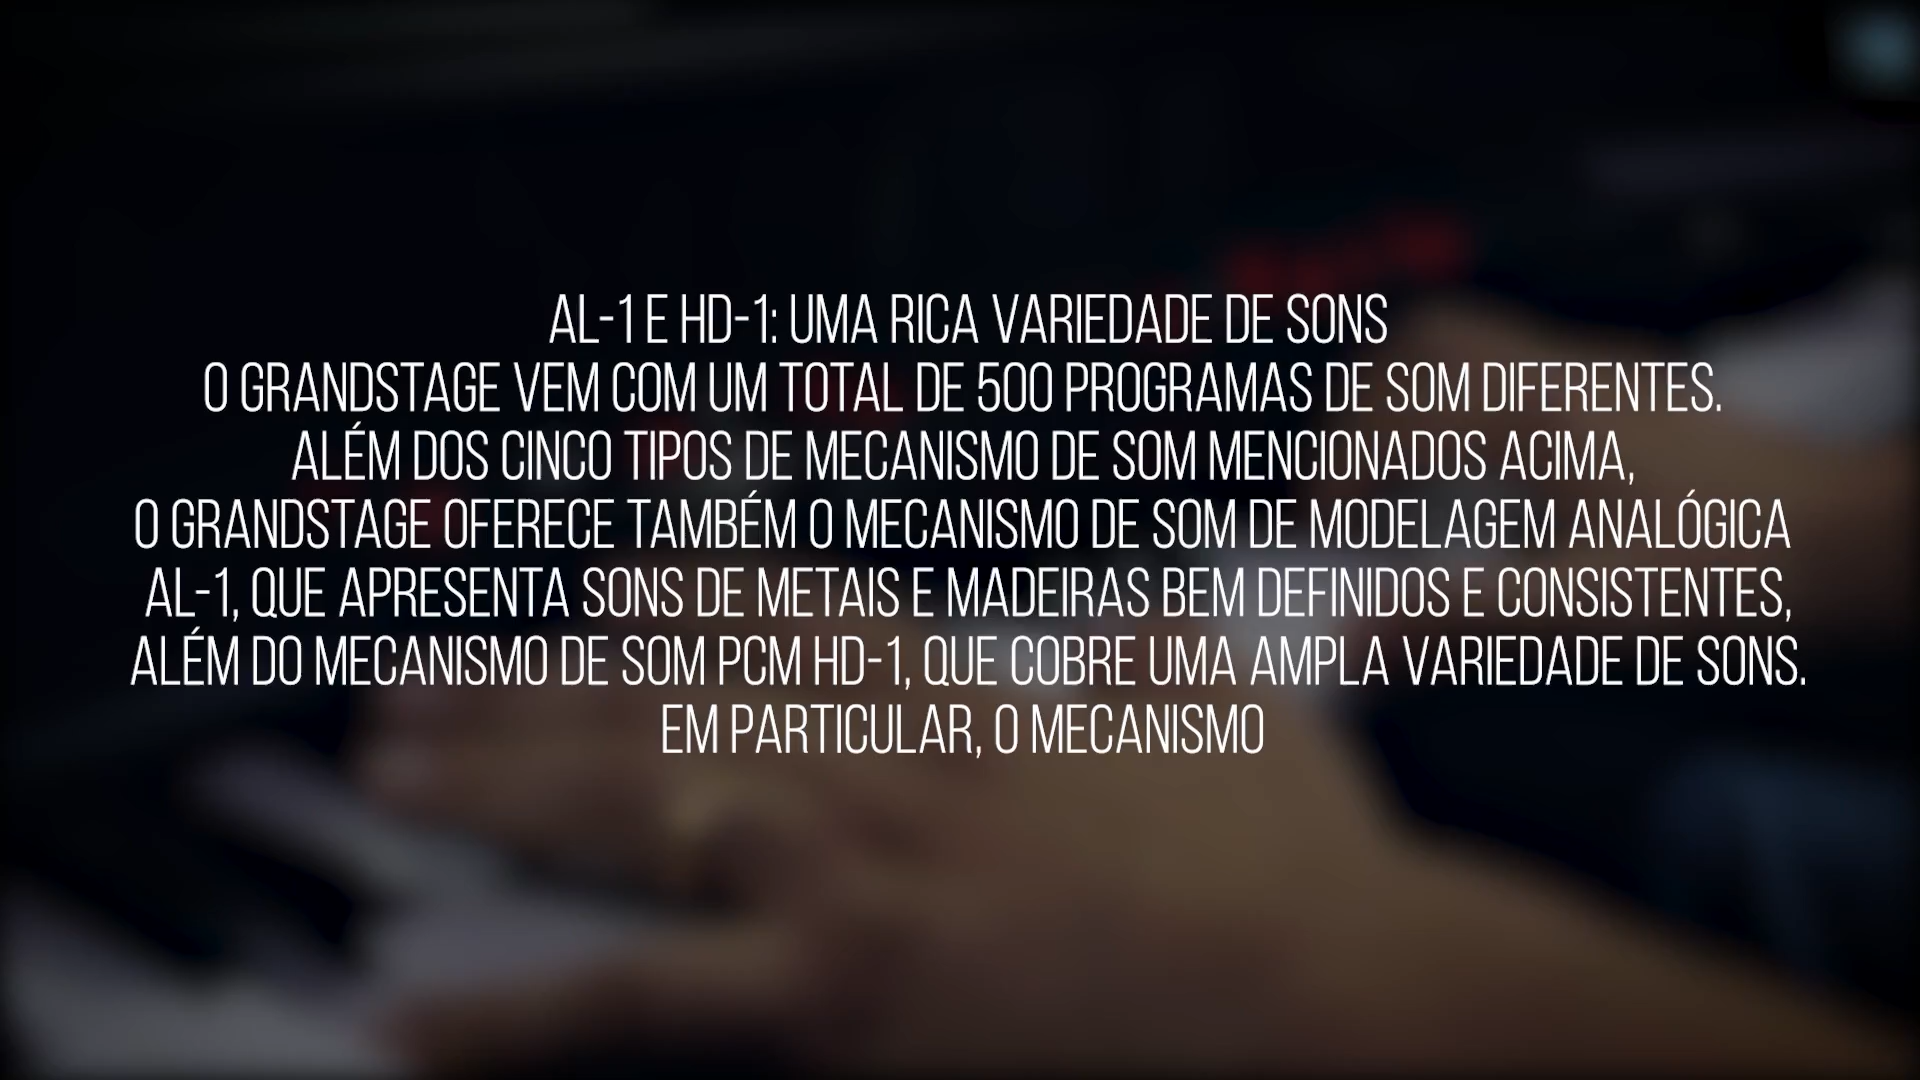 AL-1 E HD-1: UMA RICA VARIEDADE DE SONS
O GRANDSTAGE VEM COM UM TOTAL DE 500 PROGRAMAS DE SOM DIFERENTES.
ALÉM DOS CINCO TIPOS DE MECANISMO DE SOM MENCIONADOS ACIMA,
O GRANDSTAGE OFERECE TAMBÉM O MECANISMO DE SOM DE MODELAGEM ANALÓGICA
AL-1, QUE APRESENTA SONS DE METAIS E MADEIRAS BEM DEFINIDOS E CONSISTENTES,
ALÉM DO MECANISMO DE SOM PCM HD-1, QUE COBRE UMA AMPLA VARIEDADE DE SONS.
EM PARTICULAR, O MECANISMO